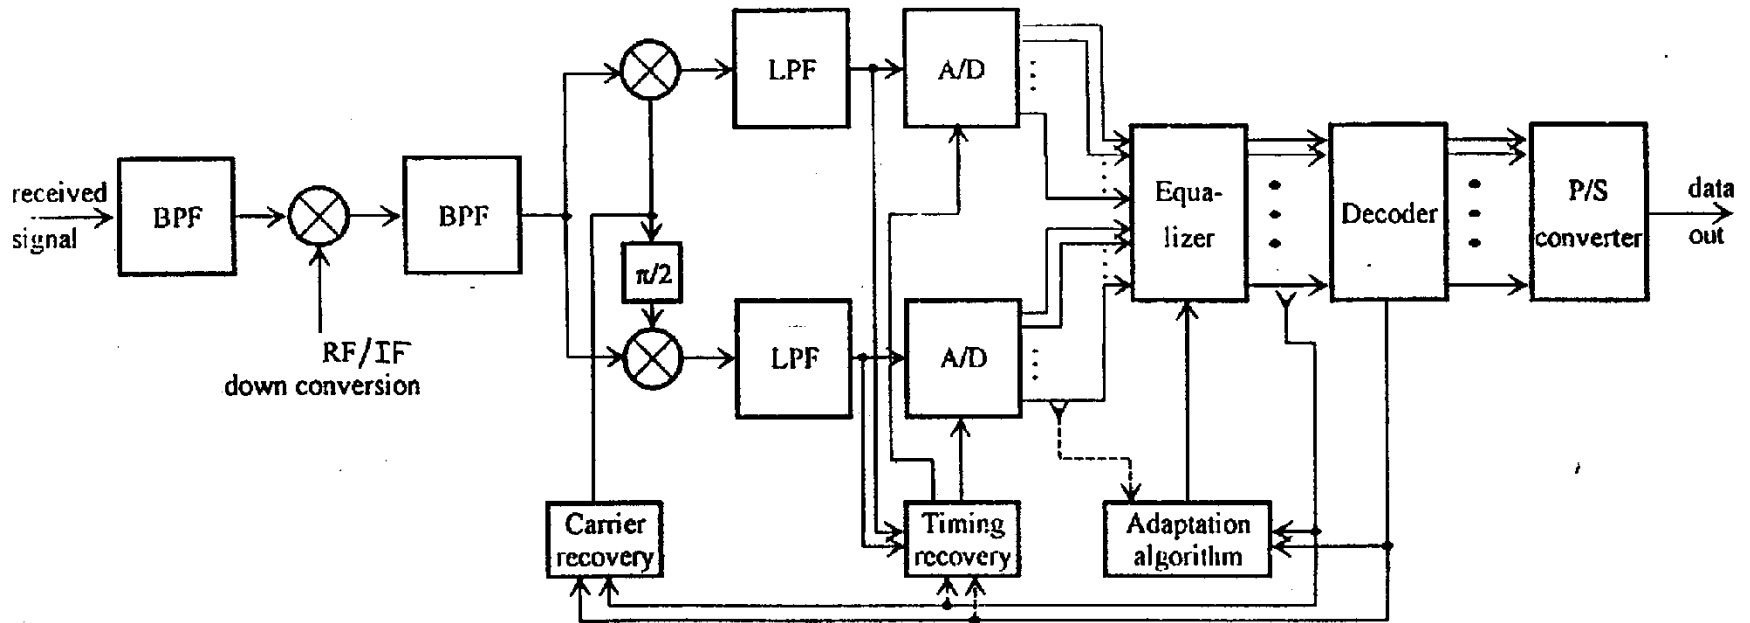 received
signal
BPF
RF/IF
down conversion
BPF
π/2
LPF
LPF
A/D
A/D
Carrier
recovery
Timing
recovery
Adaptation
algorithm
Equa-
lizer
Decoder
P/S
converter
data
out